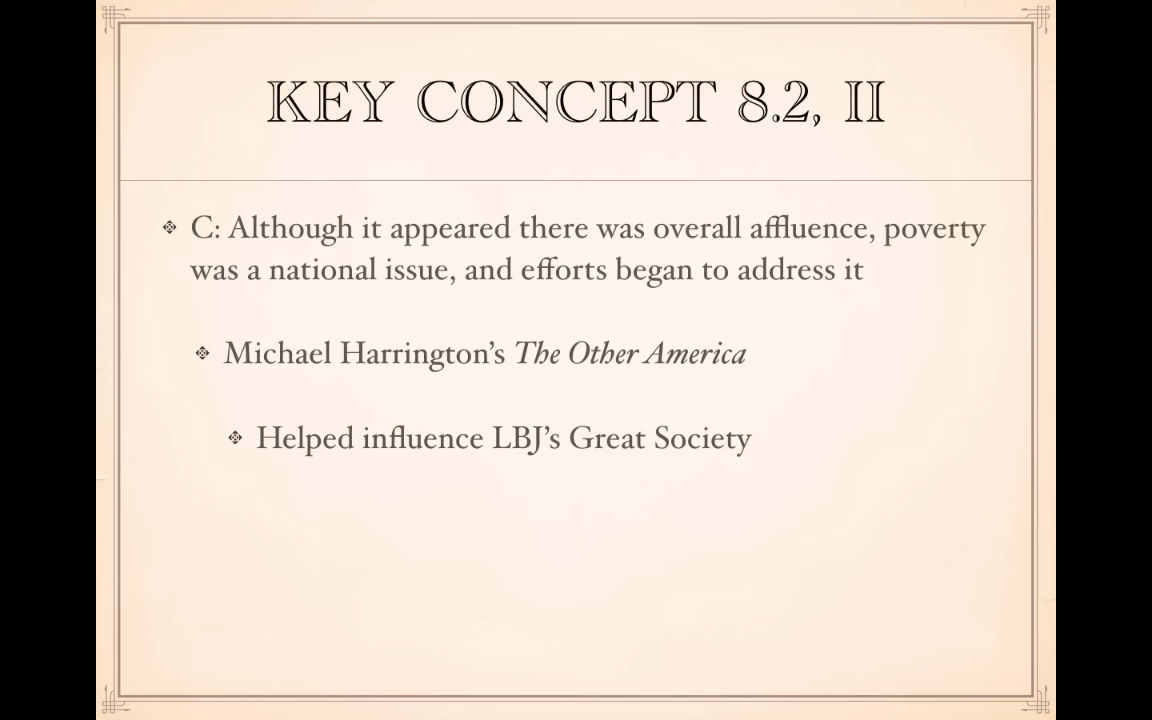 KEY CONCEPT 8.2, II
C: Although it appeared there was overall affluence, poverty
was a national issue, and efforts began to address it
Michael Harrington’s The Other America
Helped influence LBJ’s Great Society